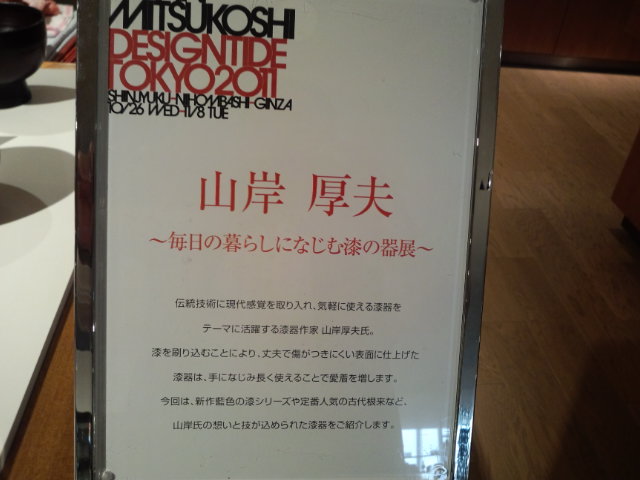 MITSUKOSHI
DESIGNTIDE
TOKYO2011
SHINJYUKU-NIHOMBASHI-GINZA
10/26 WED-11/8 TUE
山岸 厚夫
～毎日の暮らしになじむ漆の器展～
伝統技術に現代感覚を取り入れ、気軽に使える漆器を
テーマに活躍する漆器作家 山岸厚夫氏。
漆を刷り込むことにより、丈夫で傷がつきにくい表面に仕上げた
漆器は、手になじみ長く使えることで愛着を増します。
今回は、新作藍色の漆シリーズや定番人気の古代根来など、
山岸氏の想いと技が込められた漆器をご紹介します。